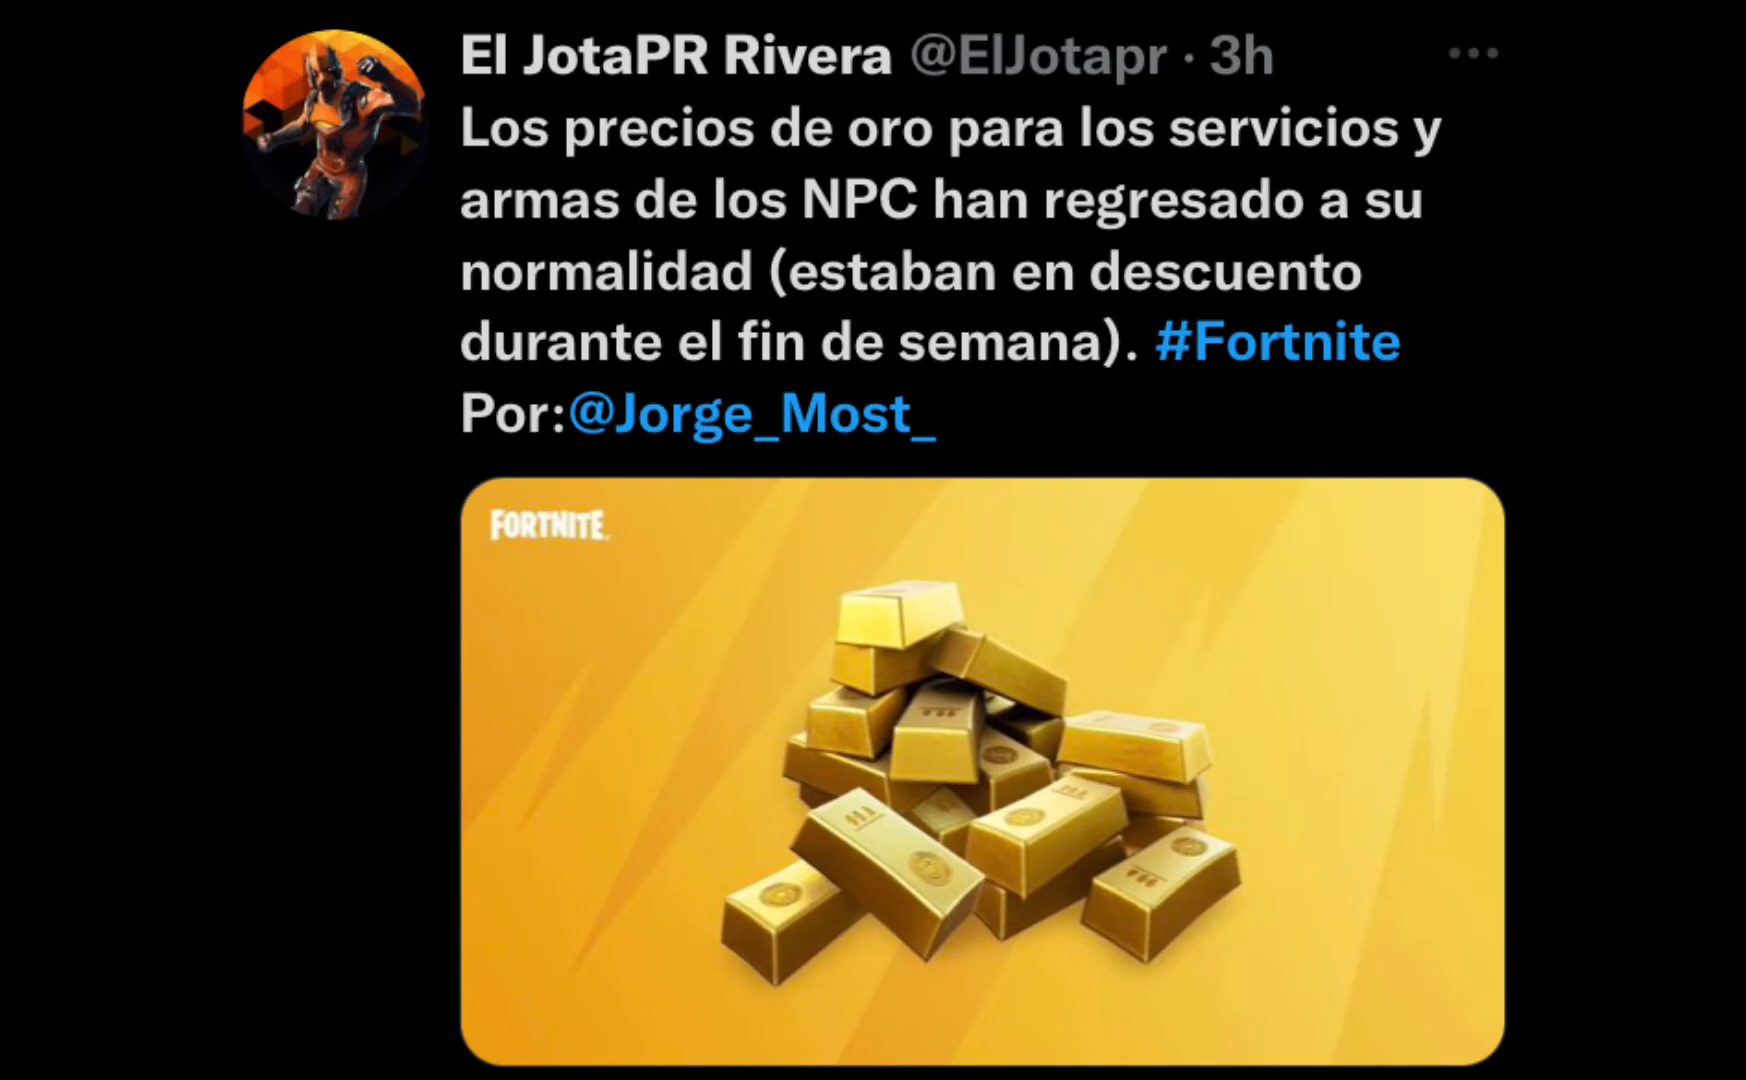 El JotaPR Rivera @ElJotapr · 3h
Los precios de oro para los servicios y
armas de los NPC han regresado a su
normalidad (estaban en descuento
durante el fin de semana). #Fortnite
Por:@Jorge_Most_
FORTNITE